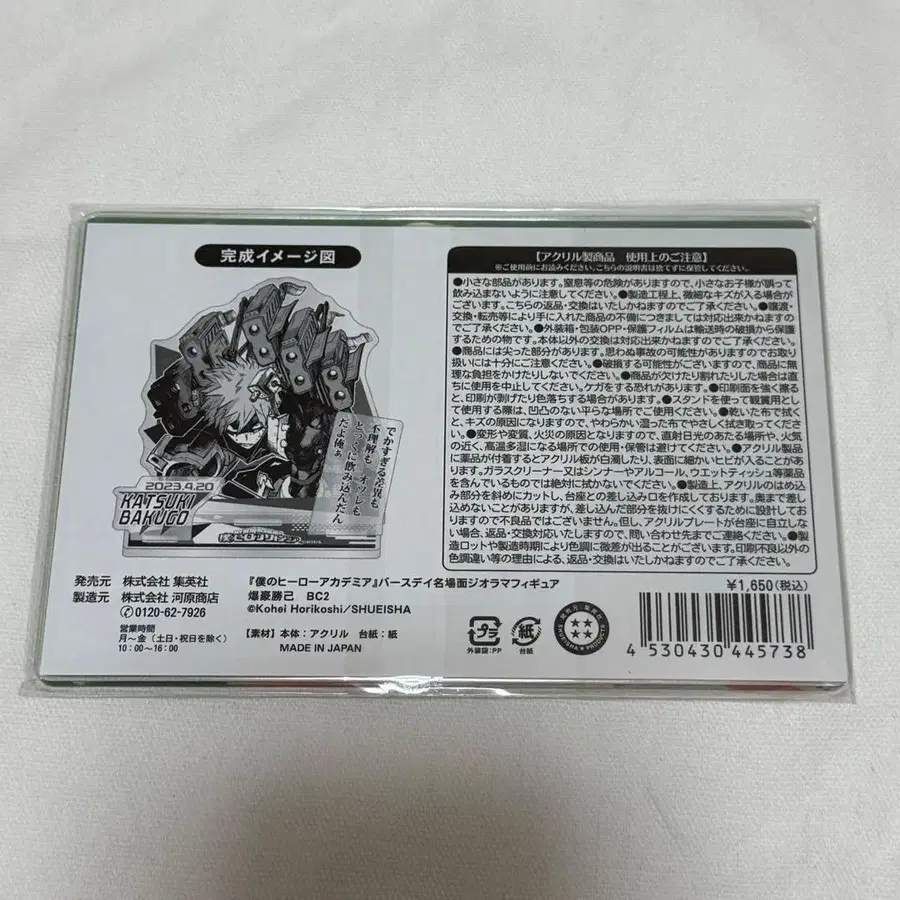 完成イメージ図
でかすぎる差異も
不理解も オソレも
とっくに飲み込んだん
だよ俺ぁ
2023.4.20
KATSUKI
BAKUGO
発売元 株式会社 集英社
製造元 株式会社 河原商店
0120-62-7926
営業時間
月〜金(土日・祝日を除く)
10:00〜16:00
『僕のヒーローアカデミア』バースデイ名場面ジオラマフィギュア
爆豪勝己 BC2
©Kohei Horikoshi/SHUEISHA
【素材】本体:アクリル 台紙:紙
MADE IN JAPAN
【アクリル製商品 使用上のご注意】
※ご使用前にお読みください。こちらの説明書は捨てずに保管してください。
●小さな部品があります。窒息等の危険がありますので、小さなお子様が誤って
飲み込まないように注意してください。●製造工程上、微細なキズが入る場合が
ございます。こちらの返品・交換はいたしかねますのでご了承ください。●譲渡・
交換・転売等により手に入れた商品の不備につきましては対応出来かねますの
でご了承ください。●外装箱・包装OPP・保護フィルムは輸送時の破損から保護す
るための物です。本体以外の交換は対応出来かねますのでご了承ください。
●商品には尖った部分があります。思わぬ事故の可能性がありますのでお取り
扱いには十分にご注意ください。●破損する可能性がございますので、商品に無
理な負担をかけたりしないでください。●商品が欠けたり割れたりした場合は直
ちに使用を中止してください。ケガをする恐れがあります。●印刷面を強く擦る
と、印刷が剥げたり色落ちする場合があります。●スタンドを使って観賞用とし
て使用する際は、凹凸のない平らな場所でご使用ください。●乾いた布で拭く
と、キズの原因になりますので、やわらかい湿った布でやさしく拭き取ってくださ
い。●変形や変質、火災の原因となりますので、直射日光のあたる場所や、火気
の近く、高温多湿になる場所での使用・保管は避けてください。●アクリル製品
に薬品が付着するとアクリル板が白濁したり、表面に細かいヒビが入ることがあ
ります。ガラスクリーナー又はシンナーやアルコール、ウエットティッシュ等薬品
を含んでいるものでは絶対に拭かないでください。●製造上、アクリルのはめ込
み部分を斜めにカットし、台座との差し込み口を作成しております。奥まで差し込
めないことがありますが、差し込んだ部分を抜けにくくするために設計しており
ますので不良品ではございません。但し、アクリルプレートが台座に自立しない
場合、返品・交換対応いたしますので、問い合わせ先までご連絡ください。●製
造ロットや製造時期により色調に微差が出ることがございます。印刷不良以外の
色調違い等の理由による、返品・交換はいたしかねますのでご了承ください。
¥1,650(税込)
プラ
外装袋:PP
紙
台紙
4 530430 445738